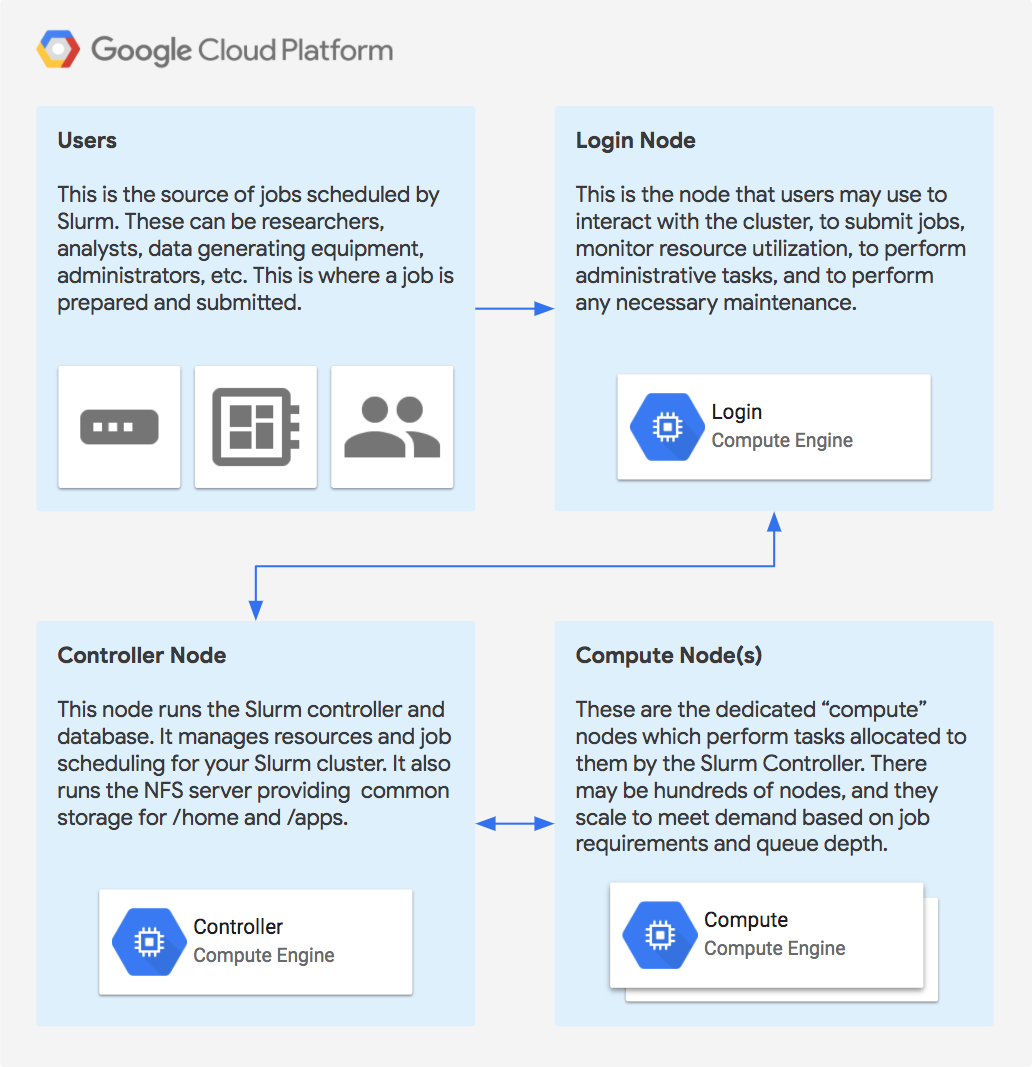 Google Cloud Platform
Users
This is the source of jobs scheduled by
Slurm. These can be researchers,
analysts, data generating equipment,
administrators, etc. This is where a job is
prepared and submitted.
Login Node
This is the node that users may use to
interact with the cluster, to submit jobs,
monitor resource utilization, to perform
administrative tasks, and to perform
any necessary maintenance.
Login
Compute Engine
Controller Node
This node runs the Slurm controller and
database. It manages resources and job
scheduling for your Slurm cluster. It also
runs the NFS server providing  common
storage for /home and /apps.
Controller
Compute Engine
Compute Node(s)
These are the dedicated “compute”
nodes which perform tasks allocated to
them by the Slurm Controller. There
may be hundreds of nodes, and they
scale to meet demand based on job
requirements and queue depth.
Compute
Compute Engine